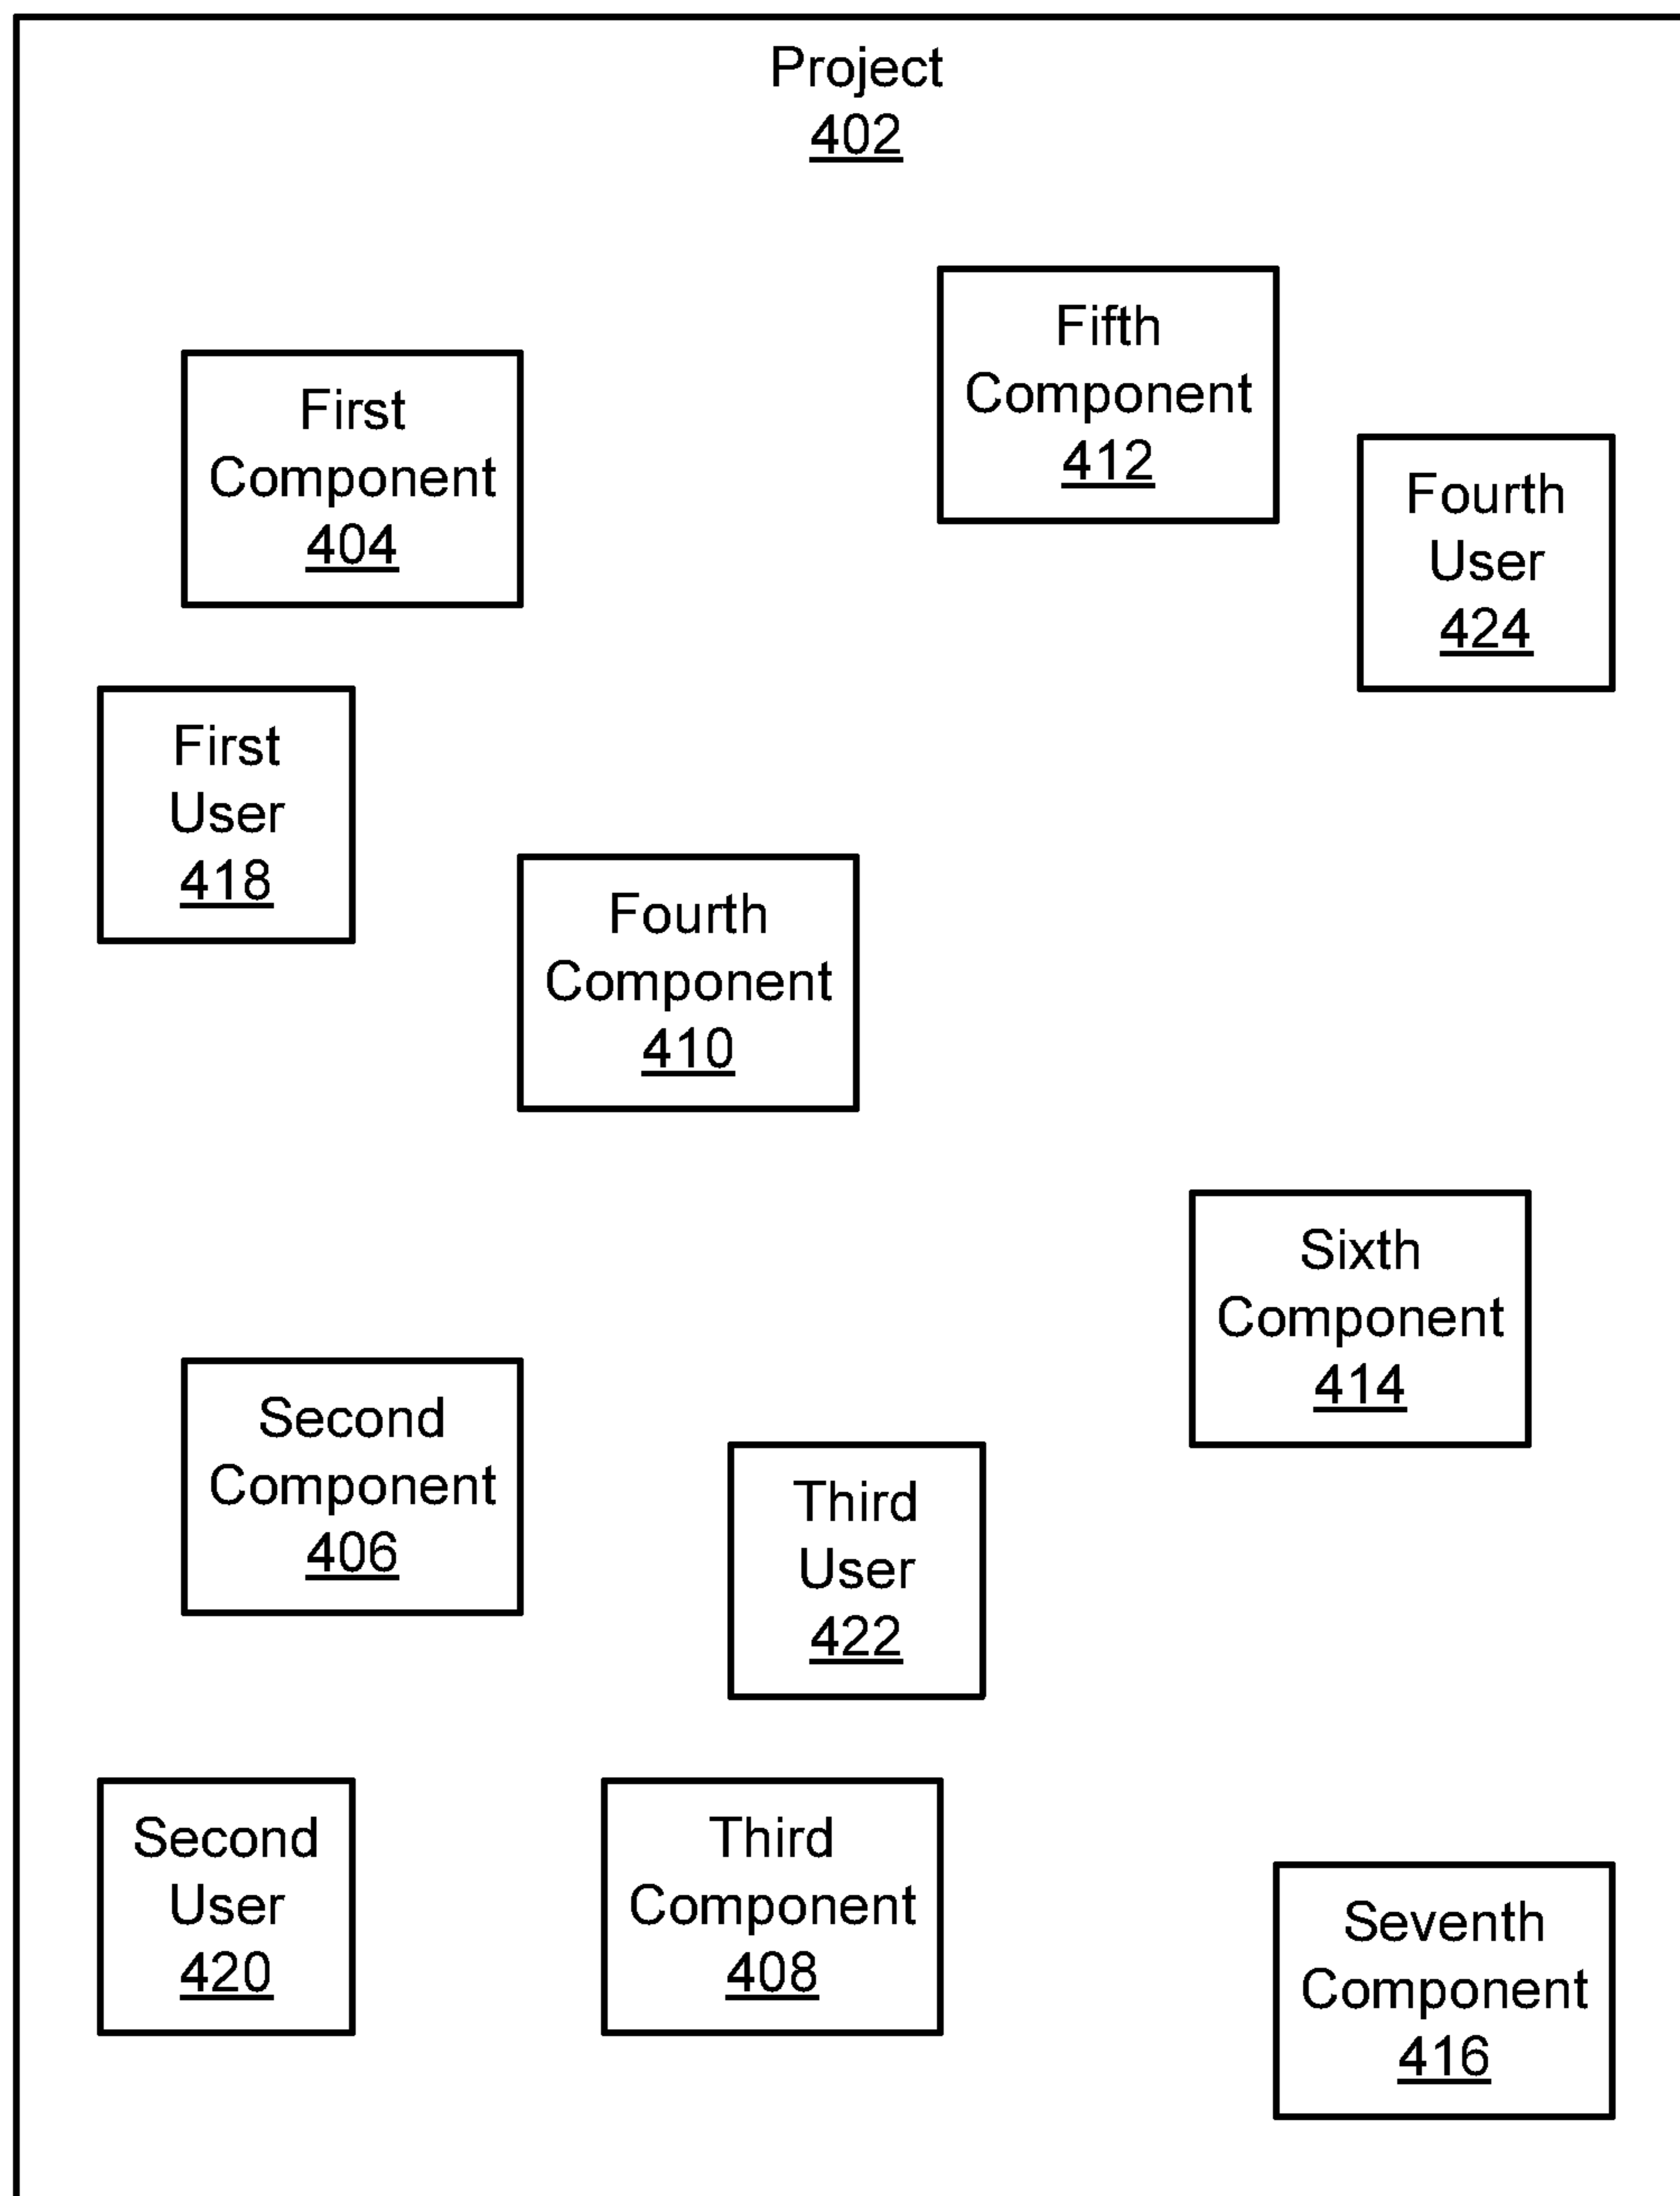 Project
402
Fifth
Component
412
First
Component
404
Fourth
User
424
First
User
418
Fourth
Component
410
Sixth
Component
414
Second
Component
406
Third
User
422
Second
User
420
Third
Component
408
Seventh
Component
416